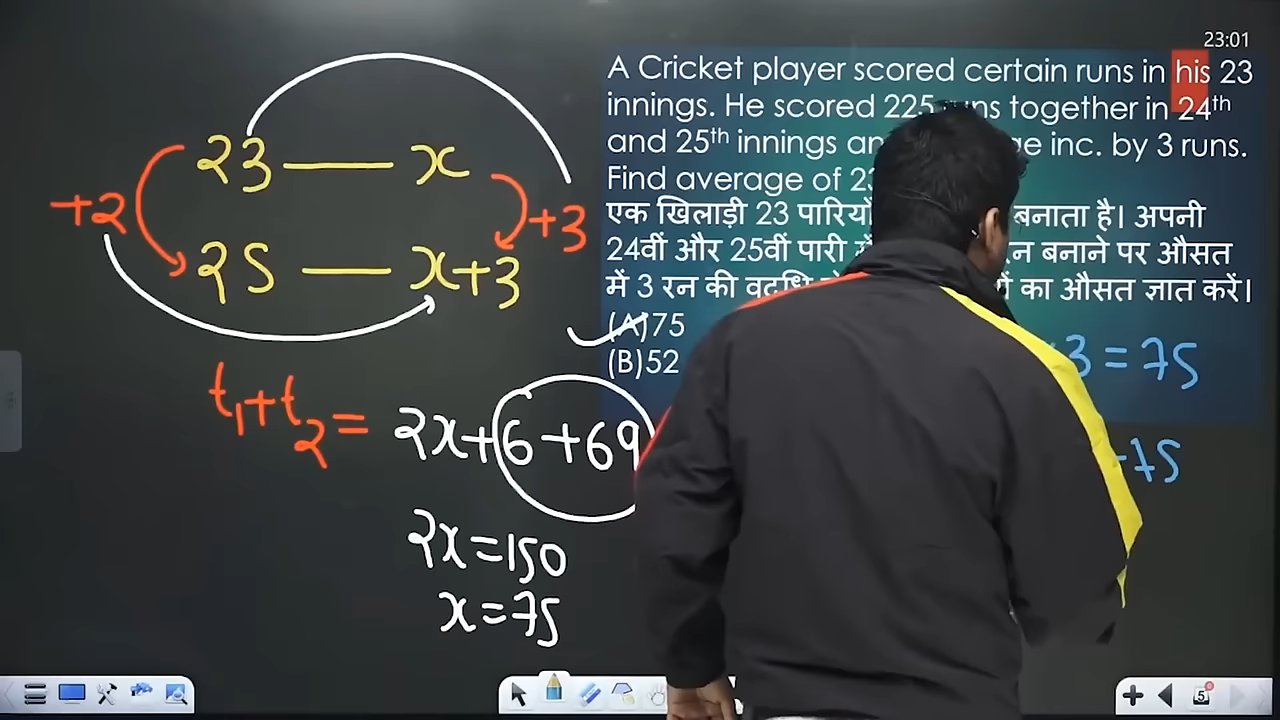 23:01
A Cricket player scored certain runs in his 23
innings. He scored 225 together in 24th
and 25th innings inc. by 3 runs.
Find average of
एक खिलाड़ी 23 बनाता है। अपनी
24वीं और 25वीं पारी बनाने पर औसत
में 3 रन की का औसत ज्ञात करें।
(A)75
(B)52
23 — x
+2 +3
25 — x+3
t1+t2= 2x+6+69
2x=150
x=75
3=75
75
5